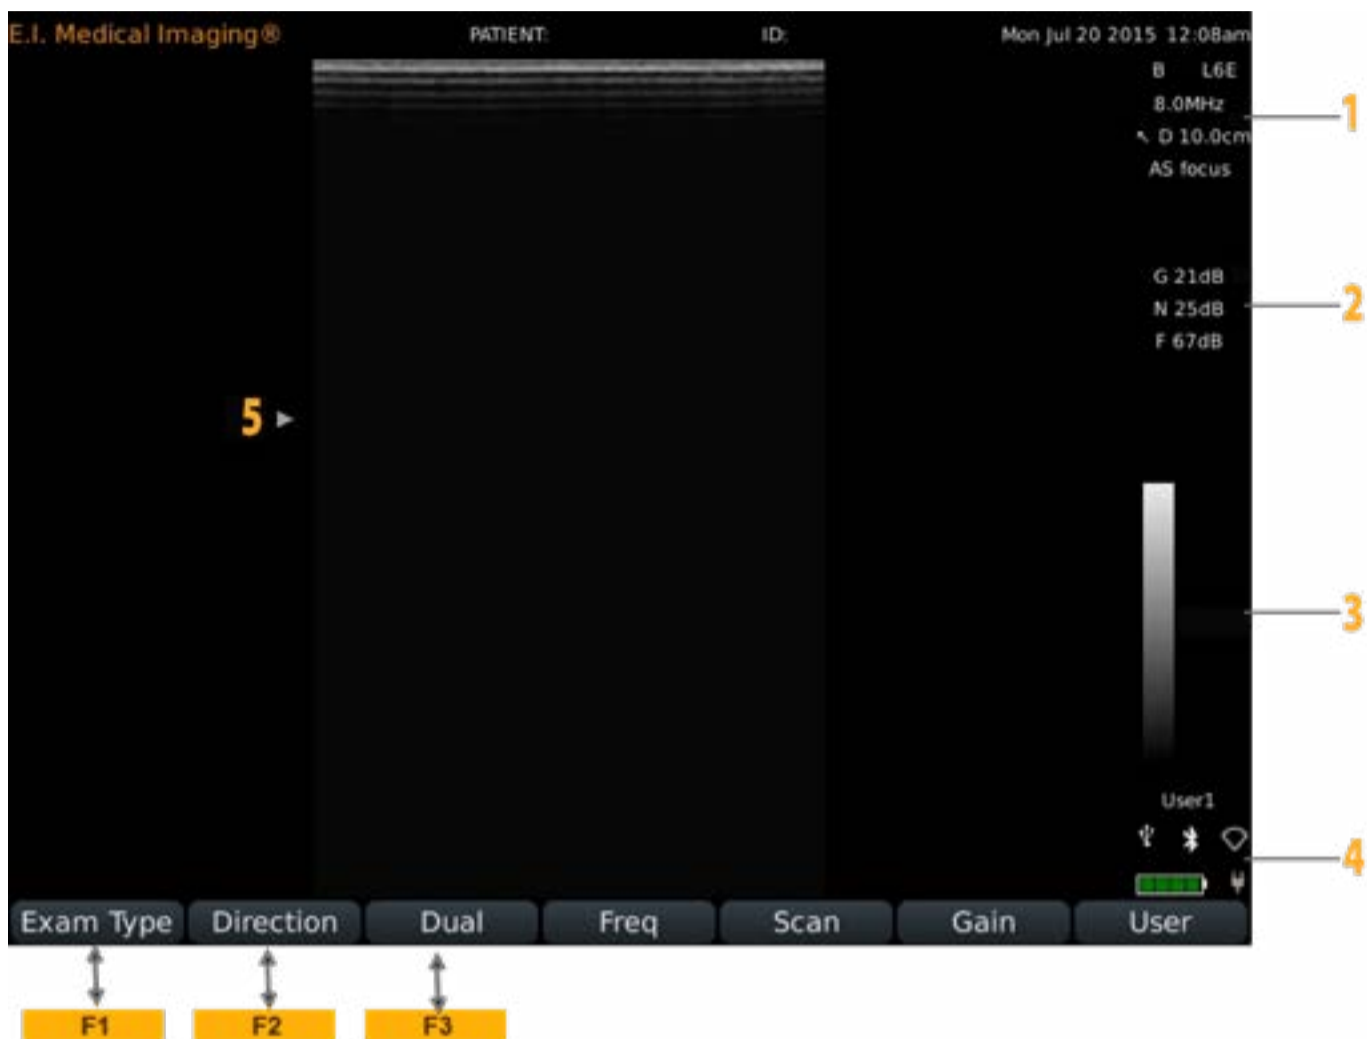 E.I. Medical Imaging® PATIENT: ID: Mon Jul 20 2015 12:08am
B L6E
8.0MHz
1
D 10.0cm
AS focus
G 21dB
2
N 25dB
F 67dB
5
3
User1
4
Exam Type Direction Dual Freq Scan Gain User
F1 F2 F3